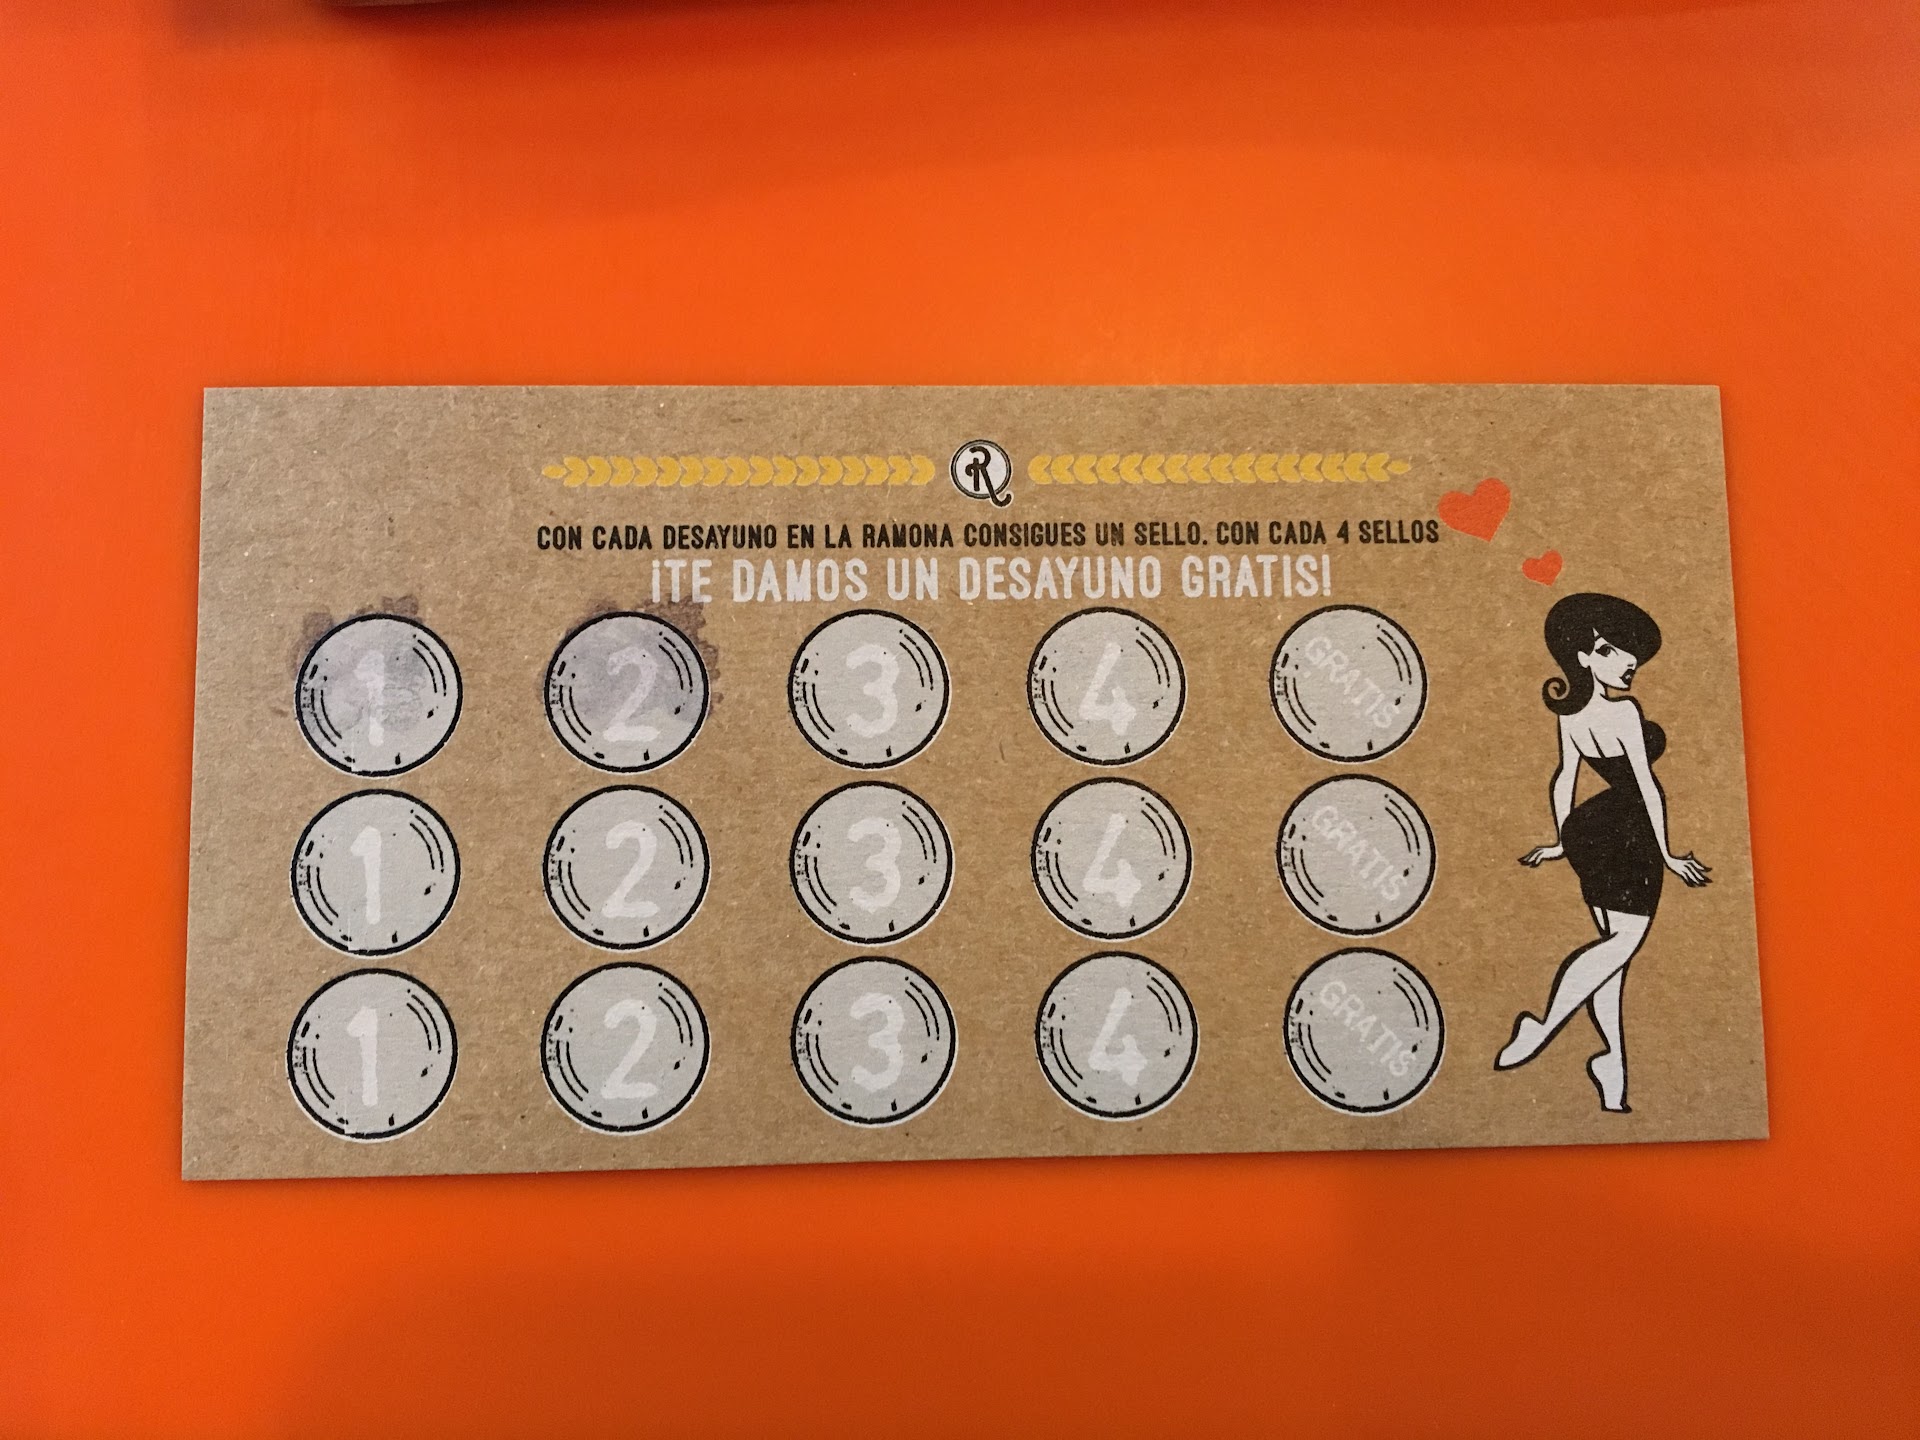 R
CON CADA DESAYUNO EN LA RAMONA CONSIGUES UN SELLO. CON CADA 4 SELLOS
¡TE DAMOS UN DESAYUNO GRATIS!
1 2 3 4 GRATIS
1 2 3 4 GRATIS
1 2 3 4 GRATIS